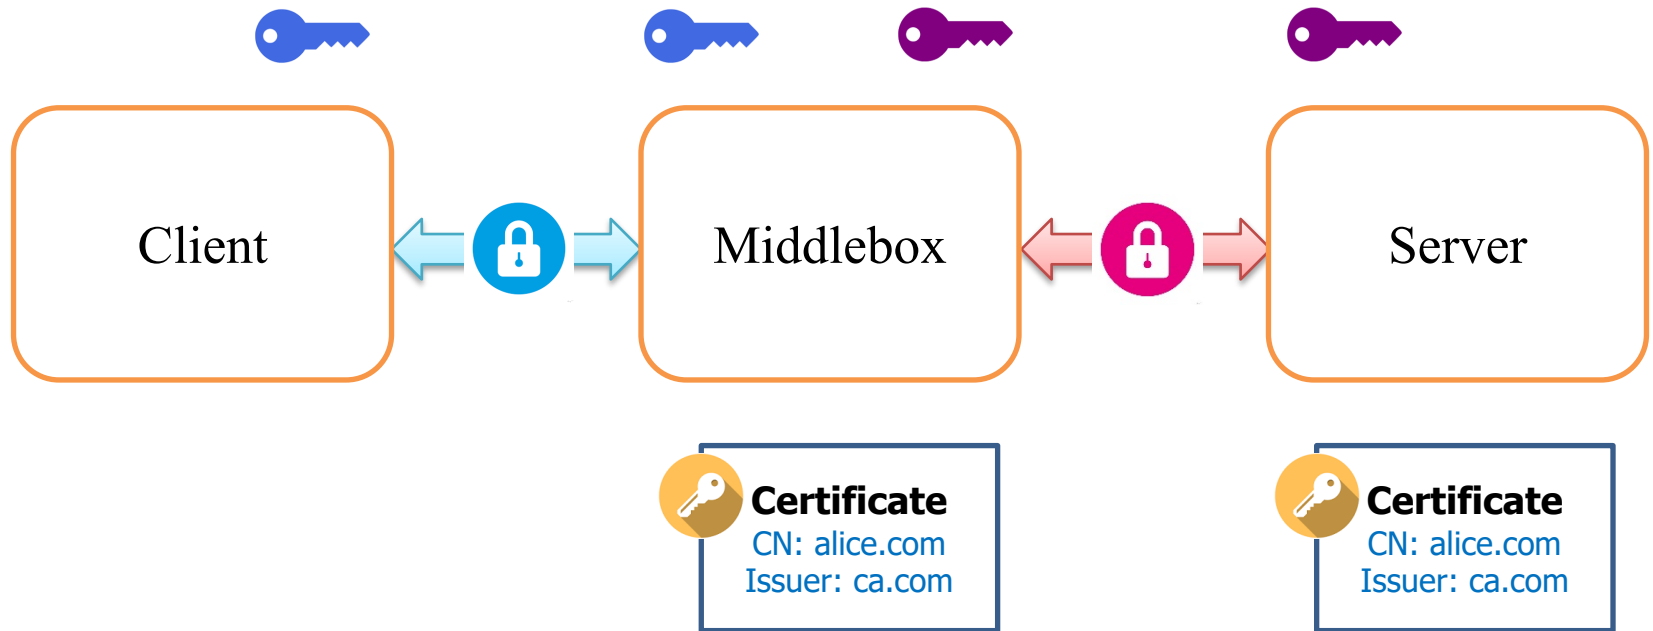 Client
Middlebox
Server
Certificate
CN: alice.com
Issuer: ca.com
Certificate
CN: alice.com
Issuer: ca.com